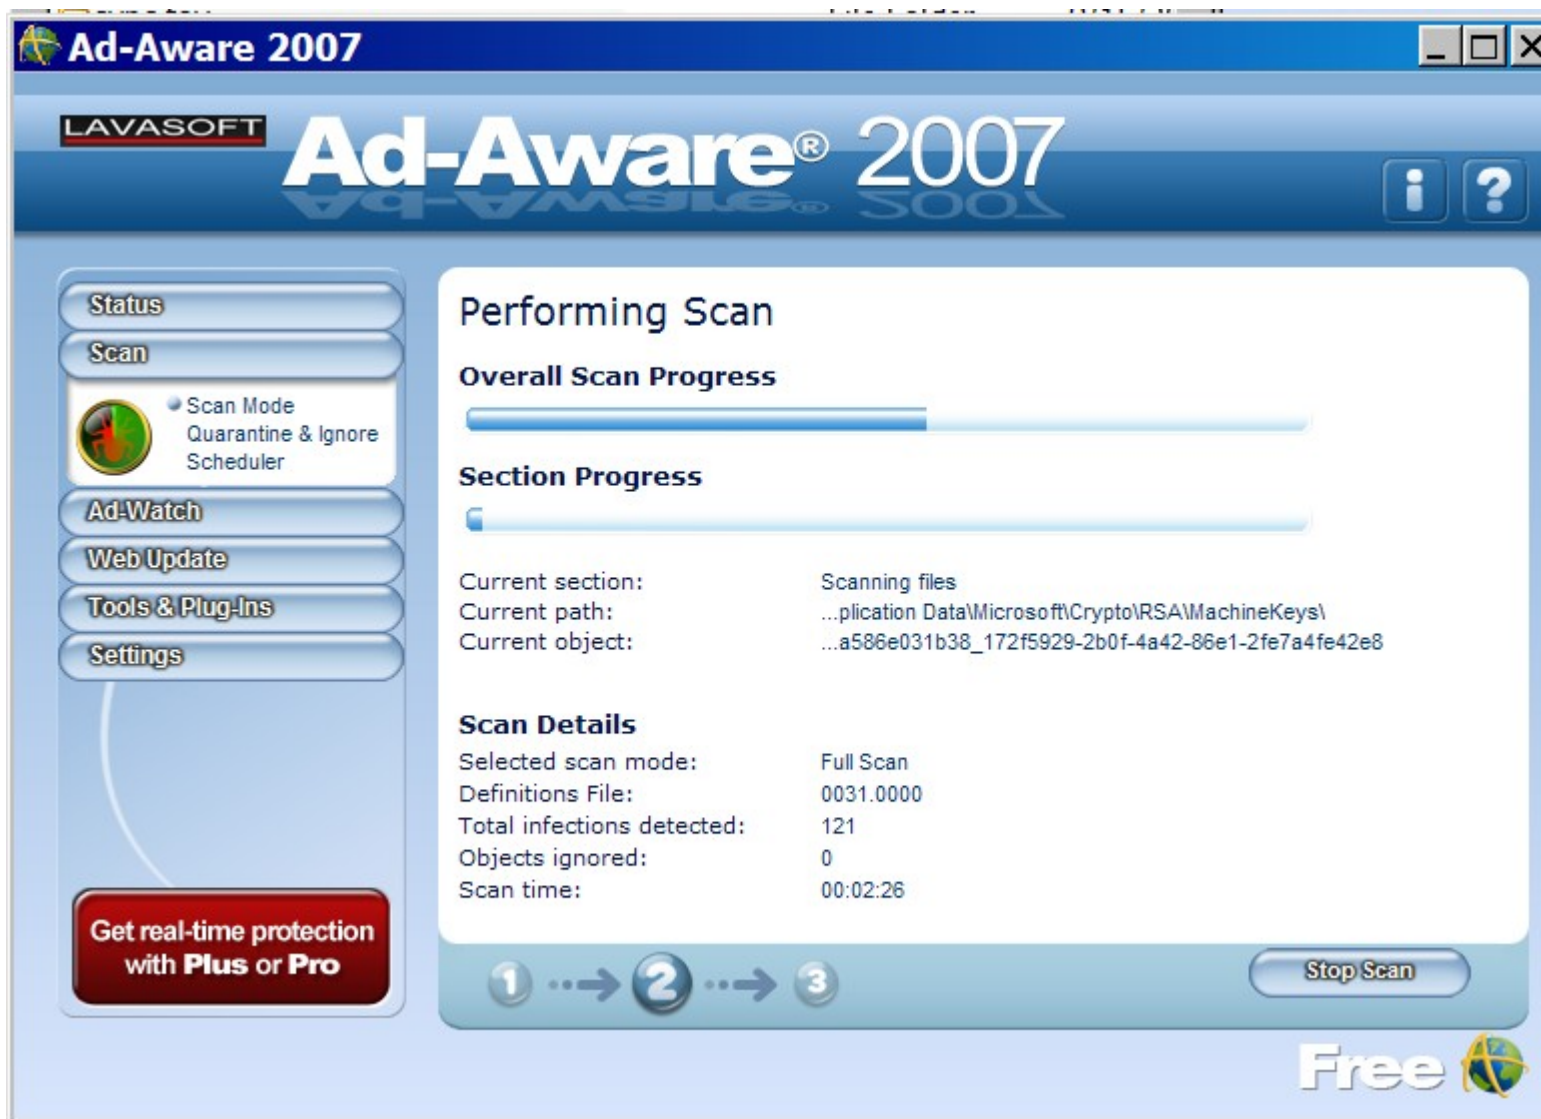 Ad-Aware 2007
LAVASOFT
Ad-Aware® 2007
Status
Scan
Scan Mode
Quarantine & Ignore
Scheduler
Ad-Watch
Web Update
Tools & Plug-Ins
Settings
Get real-time protection
with Plus or Pro
Performing Scan
Overall Scan Progress
Section Progress
Current section: Scanning files
Current path: ...plication Data\Microsoft\Crypto\RSA\MachineKeys\
Current object: ...a586e031b38_172f5929-2b0f-4a42-86e1-2fe7a4fe42e8
Scan Details
Selected scan mode: Full Scan
Definitions File: 0031.0000
Total infections detected: 121
Objects ignored: 0
Scan time: 00:02:26
1 2 3
Stop Scan
Free